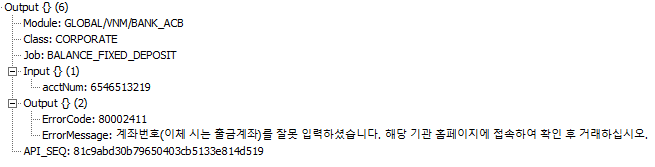 Output {} (6)
Module: GLOBAL/VNM/BANK_ACB
Class: CORPORATE
Job: BALANCE_FIXED_DEPOSIT
Input {} (1)
acctNum: 6546513219
Output {} (2)
ErrorCode: 80002411
ErrorMessage: 계좌번호(이체 시는 출금계좌)를 잘못 입력하셨습니다. 해당 기관 홈페이지에 접속하여 확인 후 거래하십시오.
API_SEQ: 81c9abd30b79650403cb5133e814d519